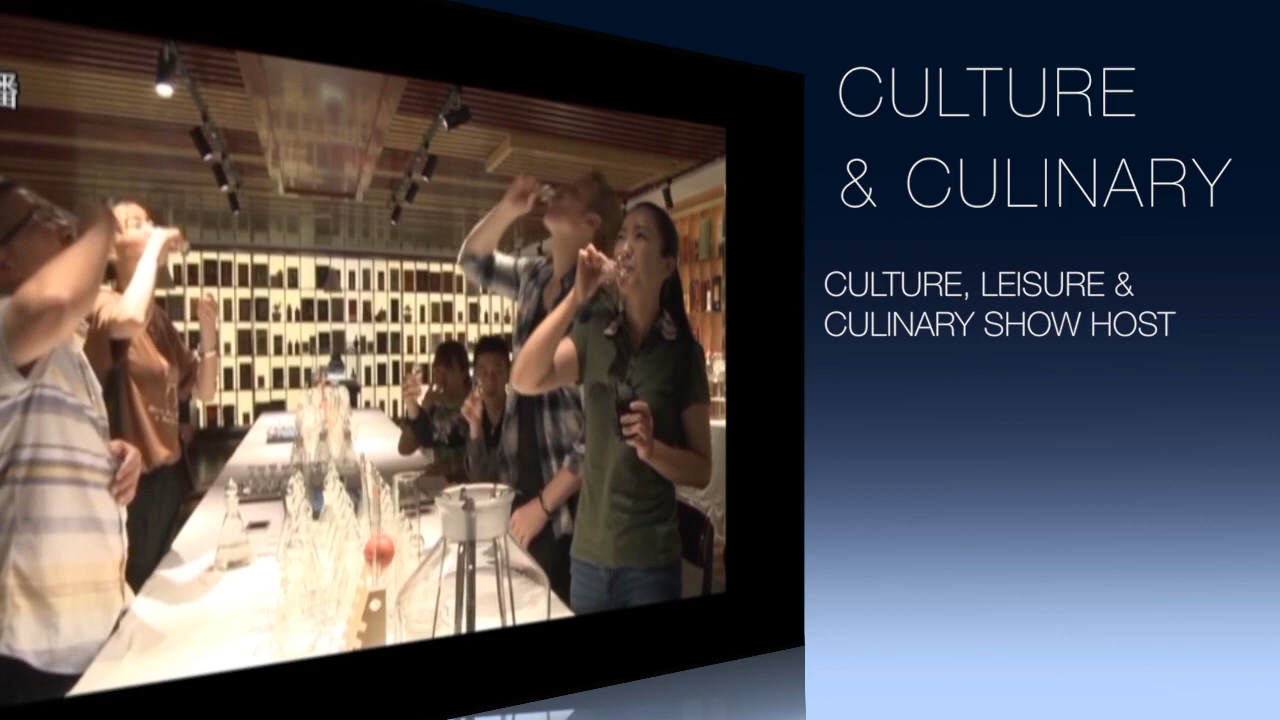 CULTURE
& CULINARY
CULTURE, LEISURE &
CULINARY SHOW HOST